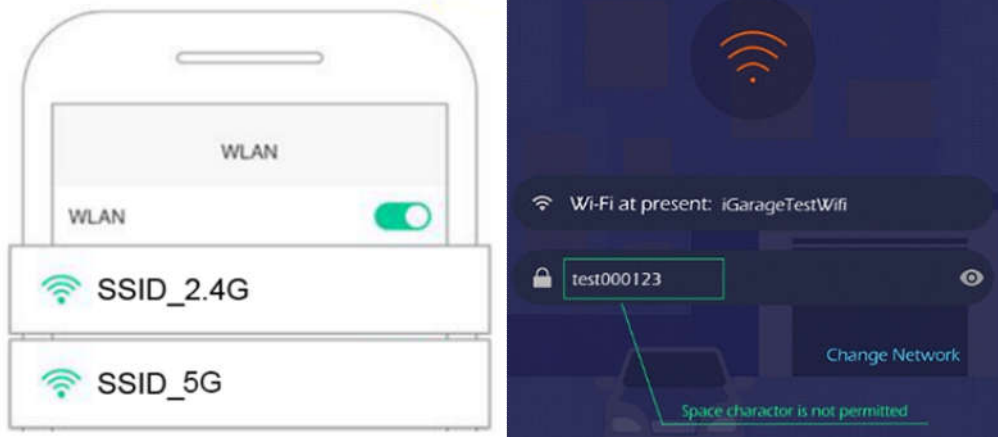 WLAN
WLAN
SSID_2.4G
SSID_5G
Wi-Fi at present: iGarageTestWifi
test000123
Change Network
Space charactor is not permitted